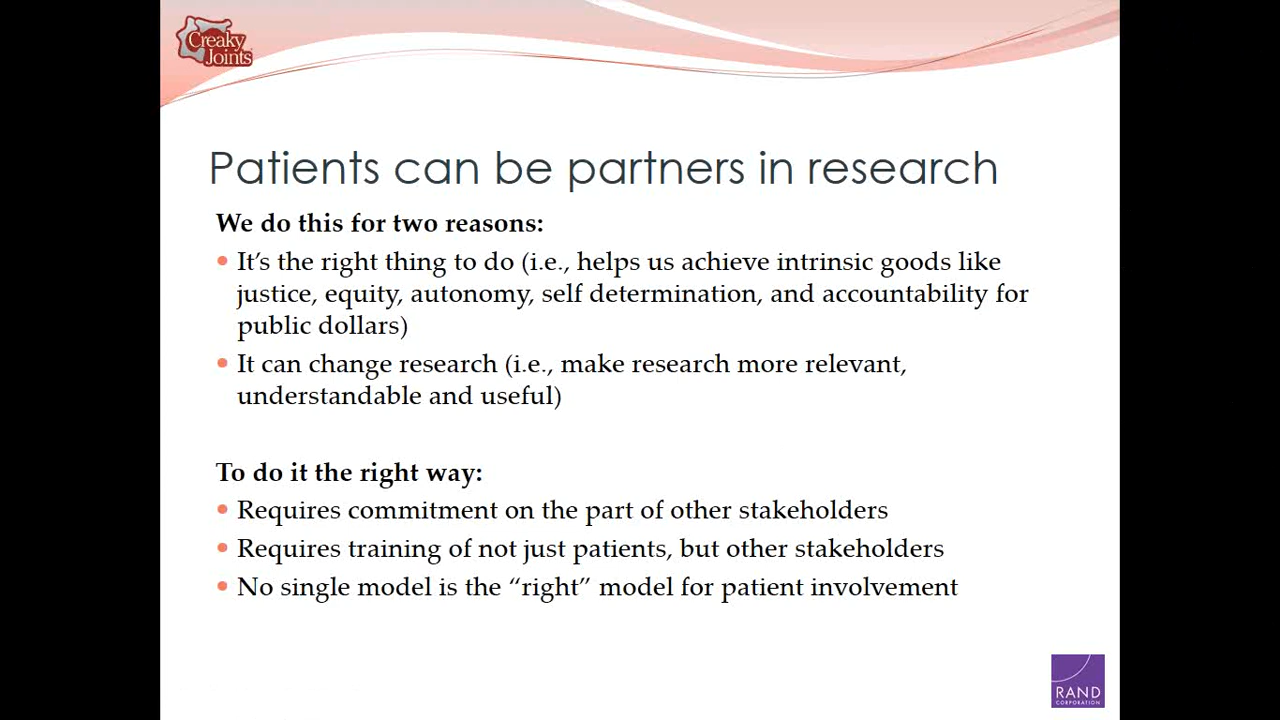 Creaky
Joints
Patients can be partners in research
We do this for two reasons:
• It’s the right thing to do (i.e., helps us achieve intrinsic goods like
justice, equity, autonomy, self determination, and accountability for
public dollars)
• It can change research (i.e., make research more relevant,
understandable and useful)
To do it the right way:
• Requires commitment on the part of other stakeholders
• Requires training of not just patients, but other stakeholders
• No single model is the “right” model for patient involvement
RAND
CORPORATION